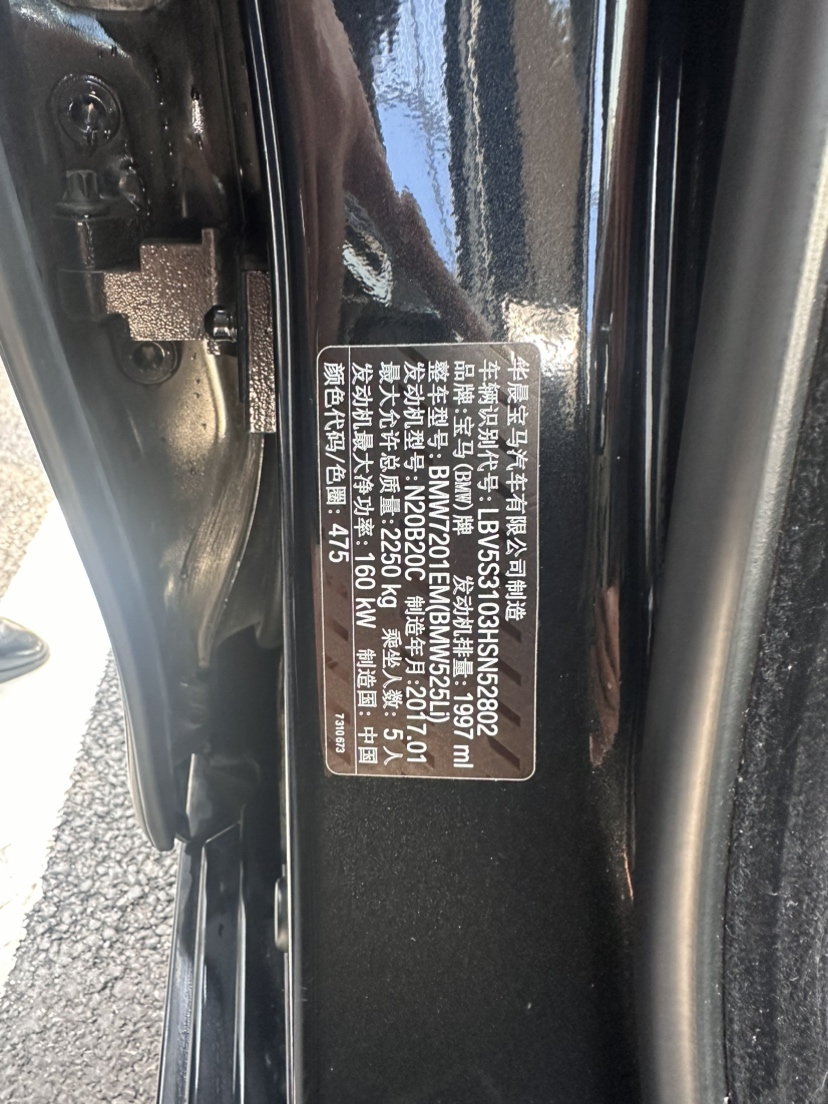 华晨宝马汽车有限公司制造
车辆识别代号:LBV5S3103HSN52802
品牌:宝马(BMW)牌 发动机排量:1997 ml
整车型号:BMW7201EM(BMW525Li)
发动机型号:N20B20C 制造年月:2017.01
最大允许总质量:2250 kg 乘坐人数:5人
发动机最大净功率:160 kW 制造国:中国
颜色代码/色圈:475
7 310 673